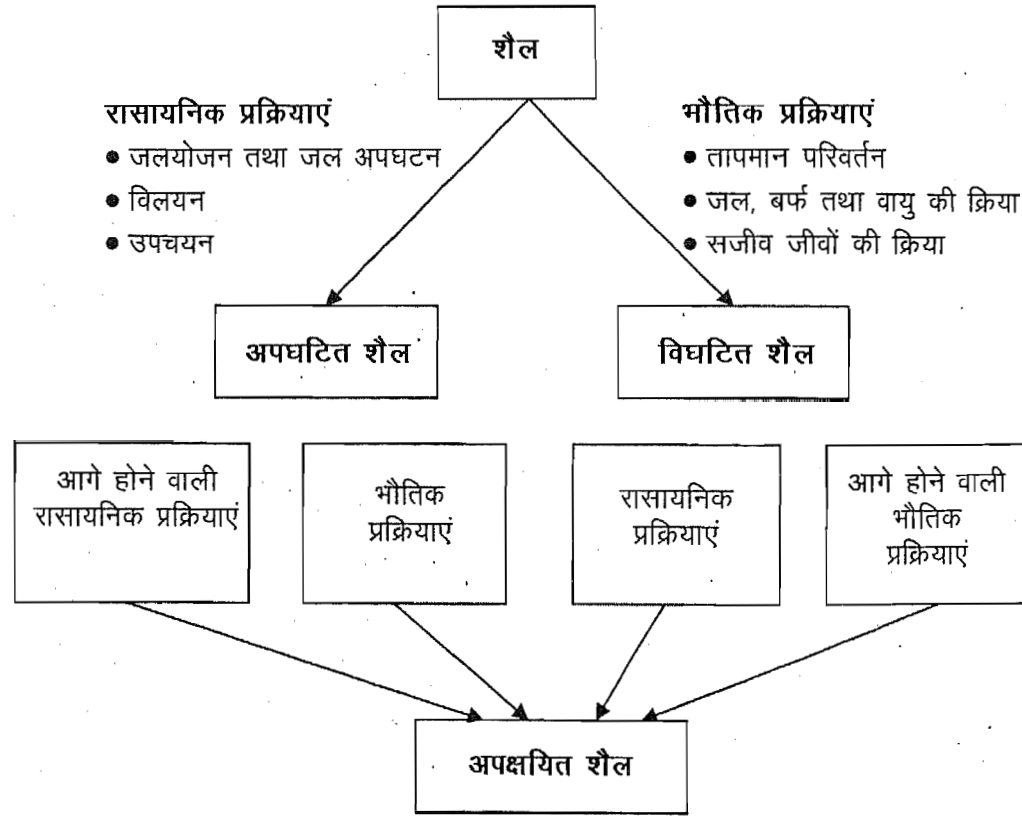 शैल
रासायनिक प्रक्रियाएं
• जलयोजन तथा जल अपघटन
• विलयन
• उपचयन
भौतिक प्रक्रियाएं
• तापमान परिवर्तन
• जल, बर्फ तथा वायु की क्रिया
• सजीव जीवों की क्रिया
अपघटित शैल
विघटित शैल
आगे होने वाली
रासायनिक प्रक्रियाएं
भौतिक
प्रक्रियाएं
रासायनिक
प्रक्रियाएं
आगे होने वाली
भौतिक
प्रक्रियाएं
अपक्षयित शैल